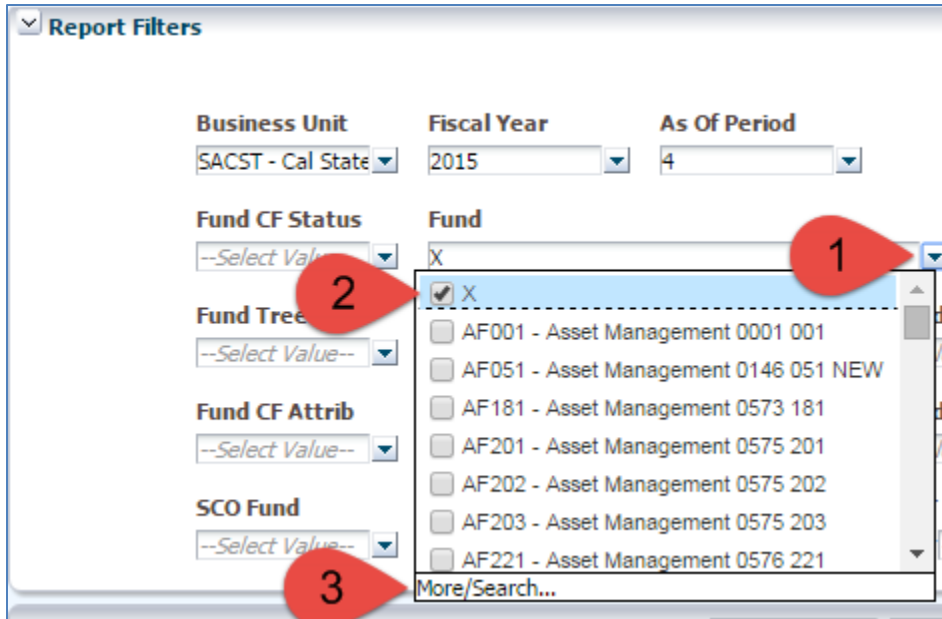 Report Filters
Business Unit Fiscal Year As Of Period
SACST - Cal State 2015 4
Fund CF Status Fund
--Select X 1
2 X
Fund Tree
AF001 - Asset Management 0001 001
--Select Value-- AF051 - Asset Management 0146 051 NEW
AF181 - Asset Management 0573 181
Fund CF Attrib
--Select Value-- AF201 - Asset Management 0575 201
AF202 - Asset Management 0575 202
SCO Fund
AF203 - Asset Management 0575 203
--Select Value-- AF221 - Asset Management 0576 221
3 More/Search...